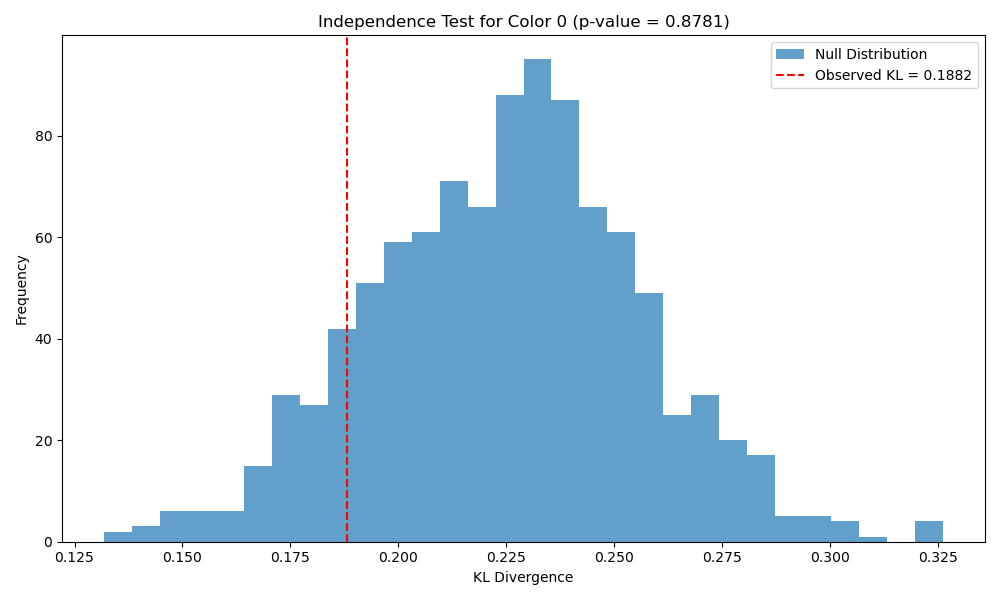 Independence Test for Color 0 (p-value = 0.8781)
Null Distribution
Observed KL = 0.1882
Frequency
80
60
40
20
0
0.125 0.150 0.175 0.200 0.225 0.250 0.275 0.300 0.325
KL Divergence